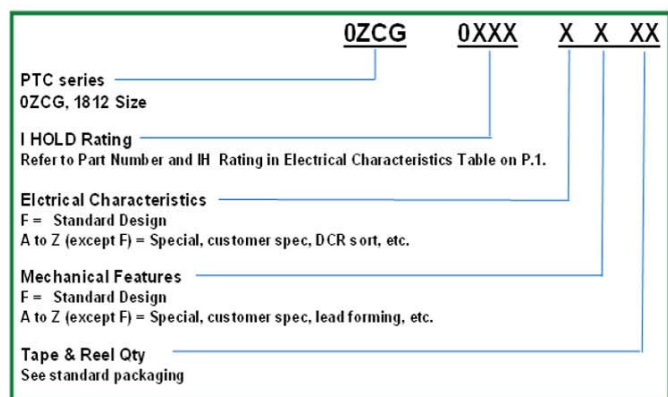 0ZCG 0XXX X X XX
PTC series
0ZCG, 1812 Size
I HOLD Rating
Refer to Part Number and IH Rating in Electrical Characteristics Table on P.1.
Elctrical Characteristics
F = Standard Design
A to Z (except F) = Special, customer spec, DCR sort, etc.
Mechanical Features
F = Standard Design
A to Z (except F) = Special, customer spec, lead forming, etc.
Tape & Reel Qty
See standard packaging